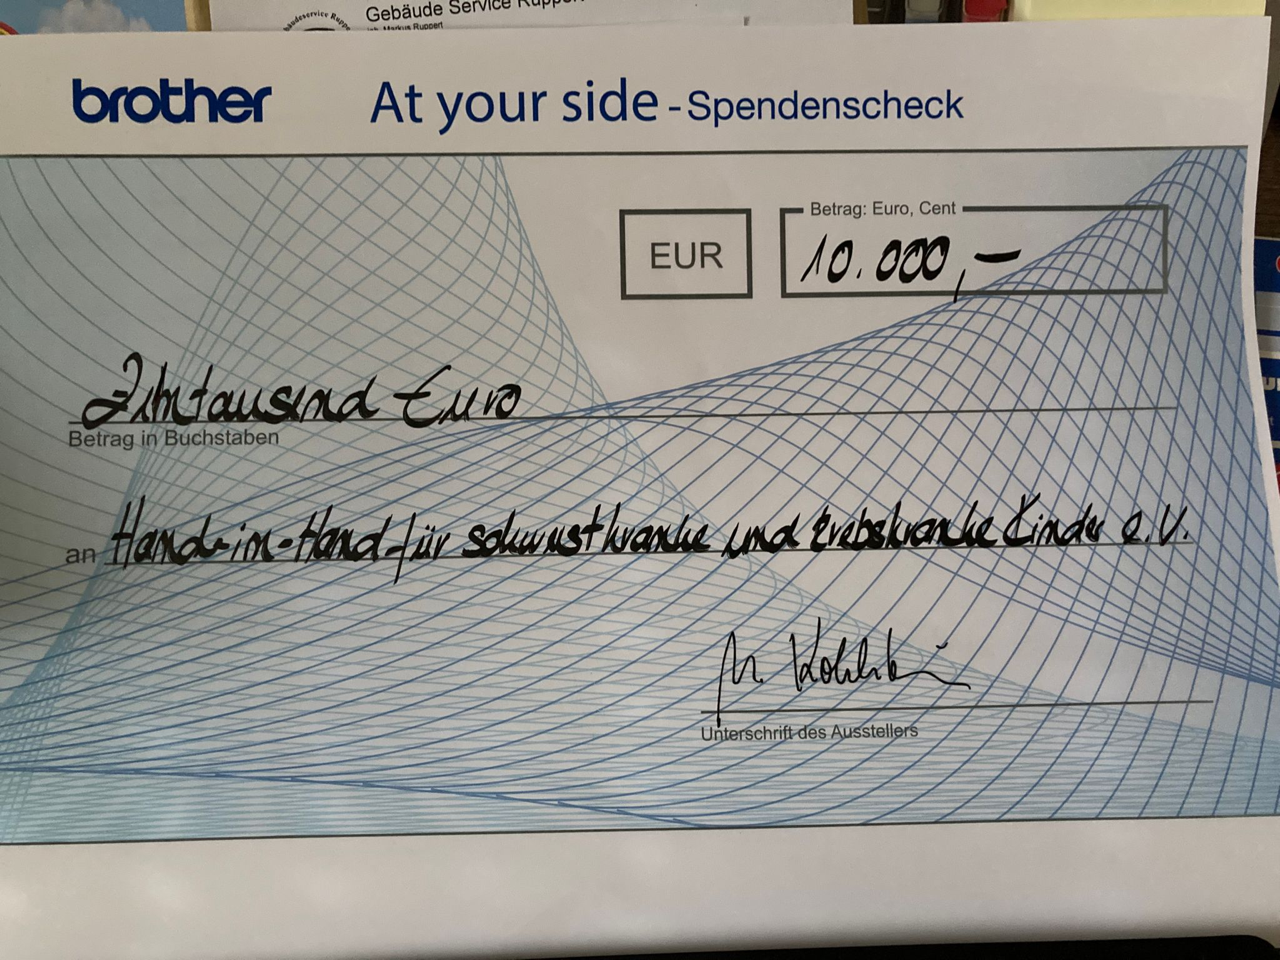 Gebäude Service Ruppert
Inh. Markus Ruppert
brother At your side - Spendenscheck
Betrag: Euro, Cent
EUR 10.000,-
Zehntausend Euro
Betrag in Buchstaben
an Hand-in-Hand-für schwerstkranke und krebskranke Kinder e.V.
Unterschrift des Ausstellers